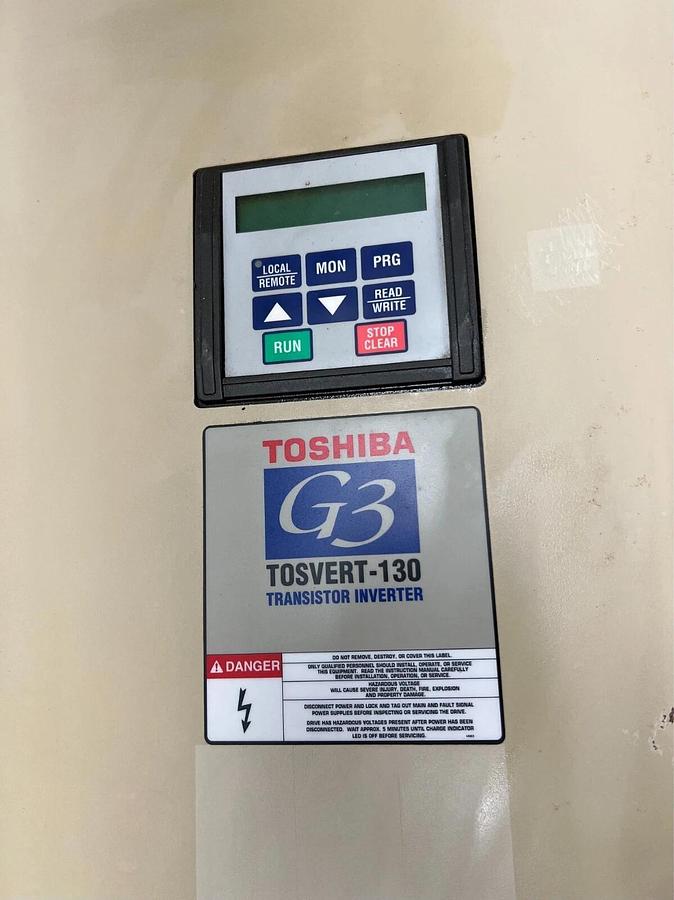 LOCAL
REMOTE
MON
PRG
READ
WRITE
RUN
STOP
CLEAR
TOSHIBA
G3
TOSVERT-130
TRANSISTOR INVERTER
DANGER
DO NOT REMOVE, DESTROY, OR COVER THIS LABEL.
ONLY QUALIFIED PERSONNEL SHOULD INSTALL, OPERATE, OR SERVICE
THIS EQUIPMENT. READ THE INSTRUCTION MANUAL CAREFULLY
BEFORE INSTALLATION, OPERATION, OR SERVICE.
HAZARDOUS VOLTAGE
WILL CAUSE SEVERE INJURY, DEATH, FIRE, EXPLOSION
AND PROPERTY DAMAGE.
DISCONNECT POWER AND LOCK AND TAG OUT MAIN AND FAULT SIGNAL
POWER SUPPLIES BEFORE INSPECTING OR SERVICING THE DRIVE.
DRIVE HAS HAZARDOUS VOLTAGES PRESENT AFTER POWER HAS BEEN
DISCONNECTED. WAIT APPROX. 5 MINUTES UNTIL CHARGE INDICATOR
LED IS OFF BEFORE SERVICING.